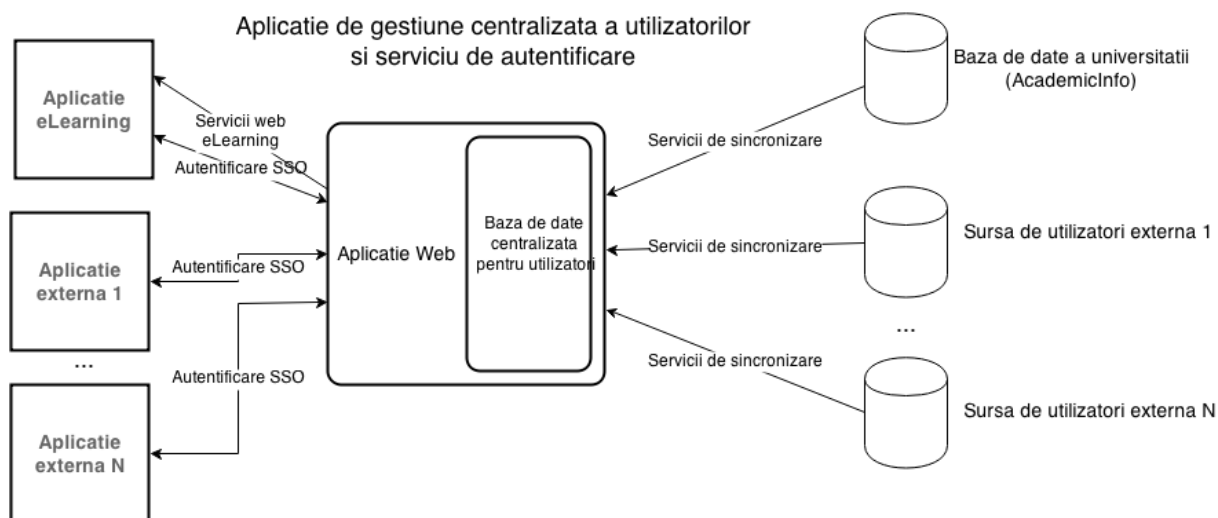 Aplicatie de gestiune centralizata a utilizatorilor
si serviciu de autentificare
Aplicatie
eLearning
Servicii web
eLearning
Autentificare SSO
Aplicatie
externa 1
Autentificare SSO
...
Aplicatie
externa N
Autentificare SSO
Aplicatie Web
Baza de date
centralizata
pentru utilizatori
Servicii de sincronizare
Baza de date a universitatii
(AcademicInfo)
Servicii de sincronizare
Sursa de utilizatori externa 1
...
Servicii de sincronizare
Sursa de utilizatori externa N